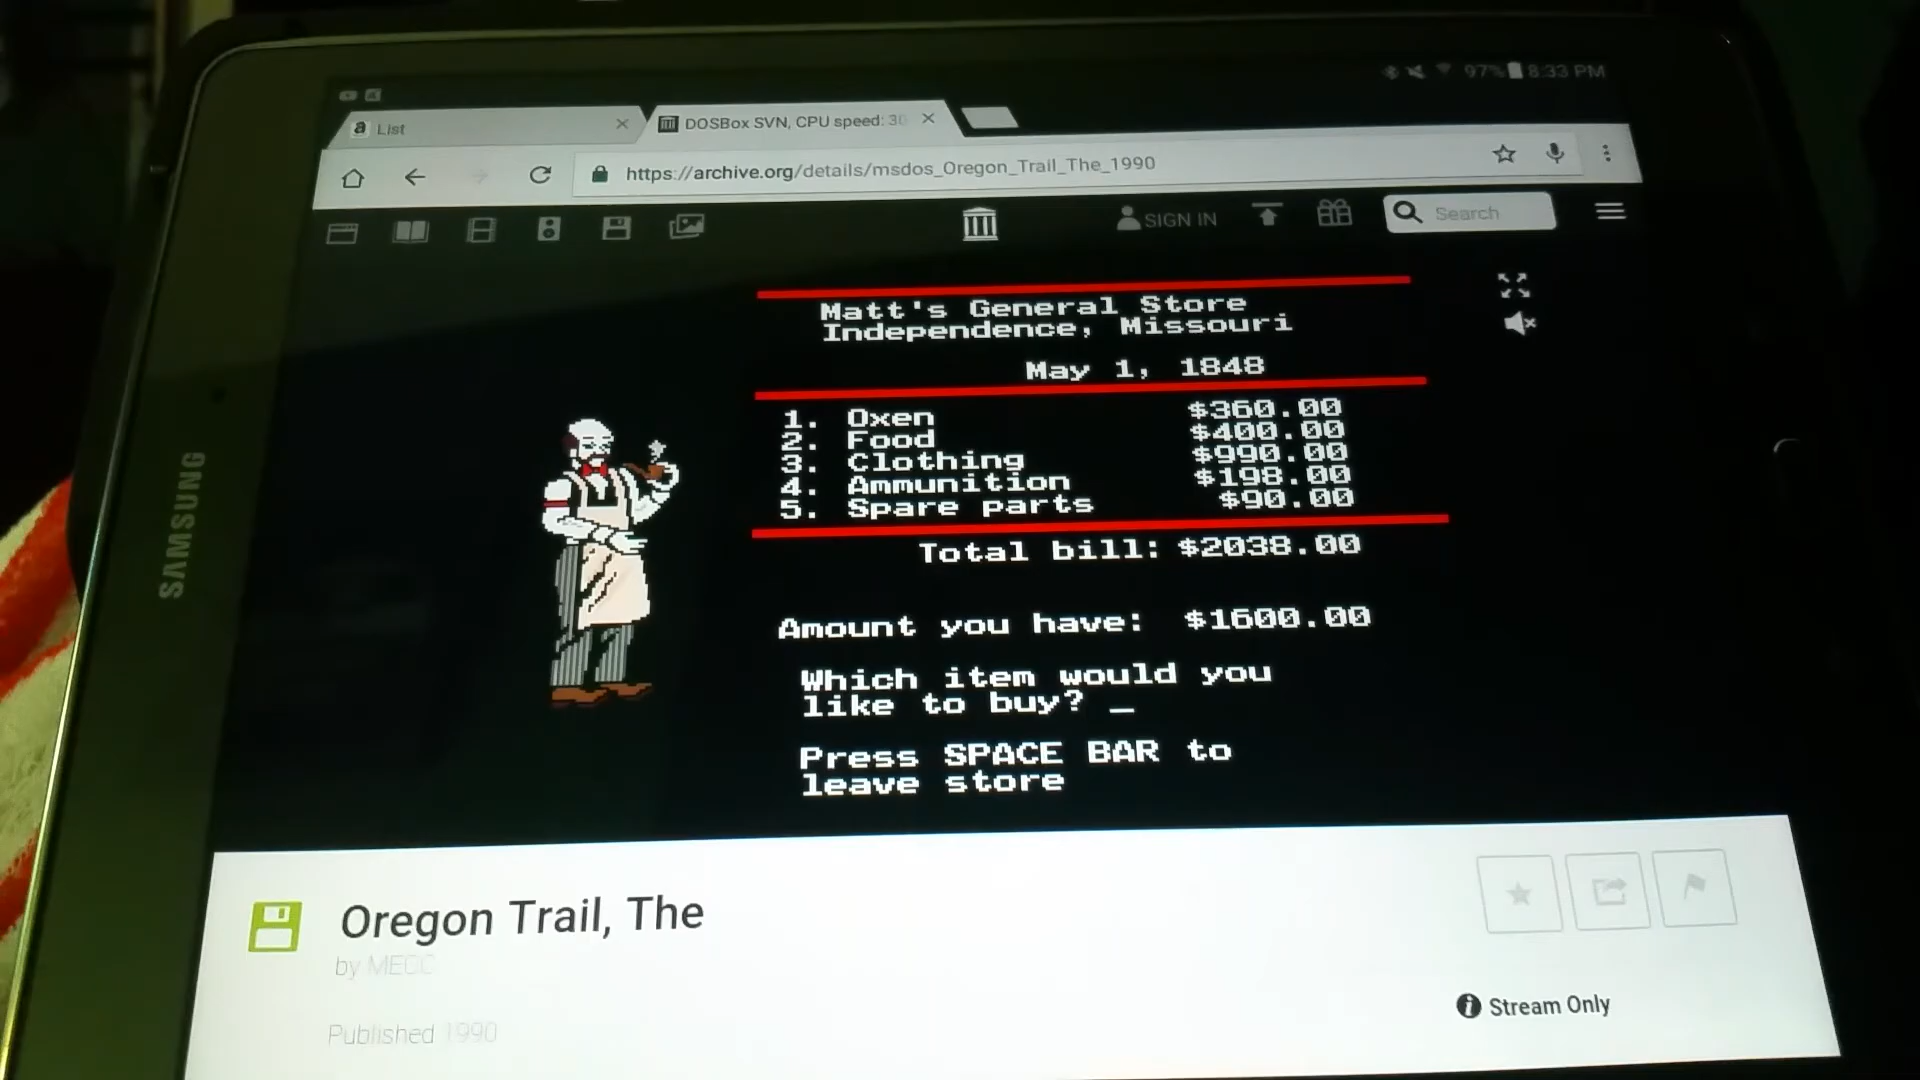 97% 8:33 PM
List
DOSBox SVN, CPU speed: 30
https://archive.org/details/msdos_Oregon_Trail_The_1990
SIGN IN
Search
Matt's General Store
Independence, Missouri
May 1, 1848
1. Oxen $360.00
2. Food $400.00
3. Clothing $990.00
4. Ammunition $198.00
5. Spare parts $90.00
Total bill: $2038.00
Amount you have: $1600.00
Which item would you
like to buy? _
Press SPACE BAR to
leave store
SAMSUNG
Oregon Trail, The
by MECC
Published 1990
Stream Only